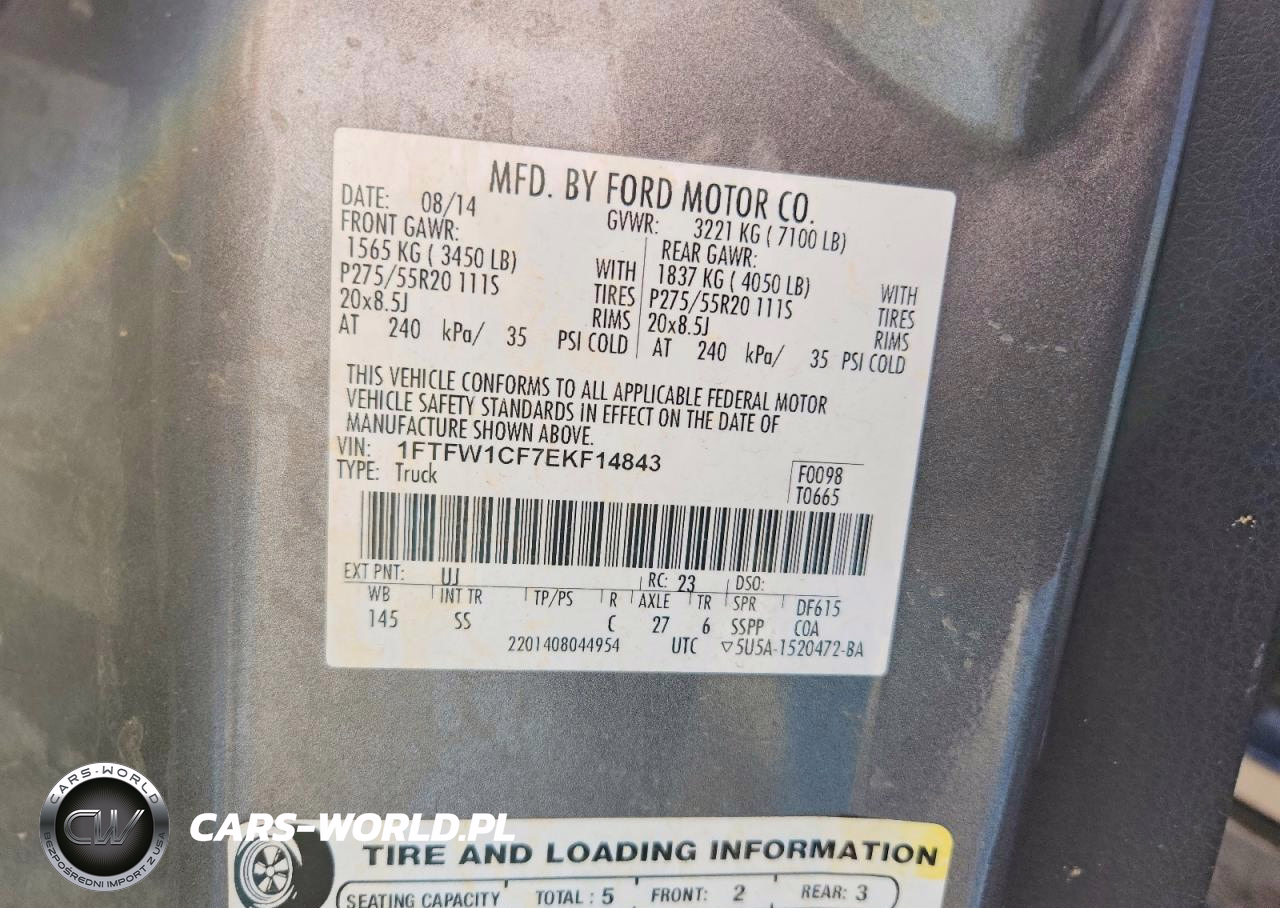 MFD. BY FORD MOTOR CO.
DATE: 08/14 GVWR: 3221 KG ( 7100 LB)
FRONT GAWR: REAR GAWR:
1565 KG ( 3450 LB) WITH 1837 KG ( 4050 LB) WITH
P275/55R20 111S TIRES P275/55R20 111S TIRES
20x8.5J RIMS 20x8.5J RIMS
AT 240 kPa/ 35 PSI COLD AT 240 kPa/ 35 PSI COLD
THIS VEHICLE CONFORMS TO ALL APPLICABLE FEDERAL MOTOR
VEHICLE SAFETY STANDARDS IN EFFECT ON THE DATE OF
MANUFACTURE SHOWN ABOVE.
VIN: 1FTFW1CF7EKF14843
TYPE: Truck F0098
T0665
EXT PNT: UJ RC: 23 DSO:
WB INT TR TP/PS R AXLE TR SPR DF615
145 SS C 27 6 SSPP COA
2201408044954 UTC ▽5U5A-1520472-BA
CARS-WORLD
CW
BEZPOŚREDNI IMPORT Z USA
CARS-WORLD.PL
TIRE AND LOADING INFORMATION
SEATING CAPACITY TOTAL : 5 FRONT: 2 REAR: 3